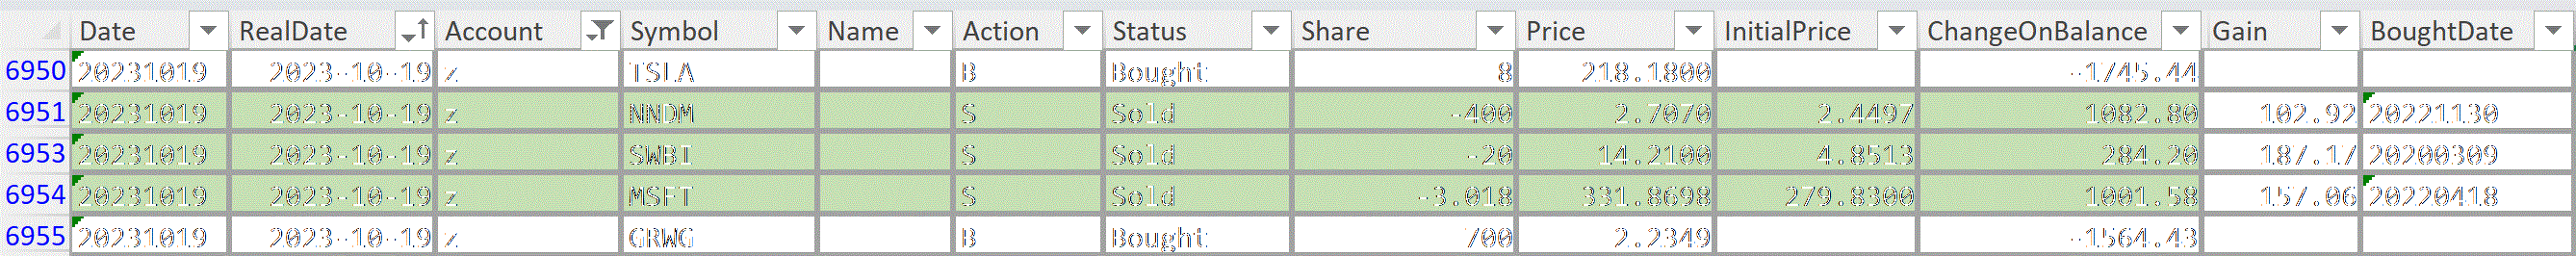 Date RealDate Account Symbol Name Action Status Share Price InitialPrice ChangeOnBalance Gain BoughtDate
6950 20231019 2023-10-19 z TSLA B Bought 8 218.1800 -1745.44
6951 20231019 2023-10-19 z NNDM S Sold -400 2.7070 2.4497 1082.80 102.92 20221130
6953 20231019 2023-10-19 z SWBI S Sold -20 14.2100 4.8513 284.20 187.17 20200309
6954 20231019 2023-10-19 z MSFT S Sold -3.018 331.8698 279.8300 1001.58 157.06 20220418
6955 20231019 2023-10-19 z GRWG B Bought 700 2.2349 -1564.43